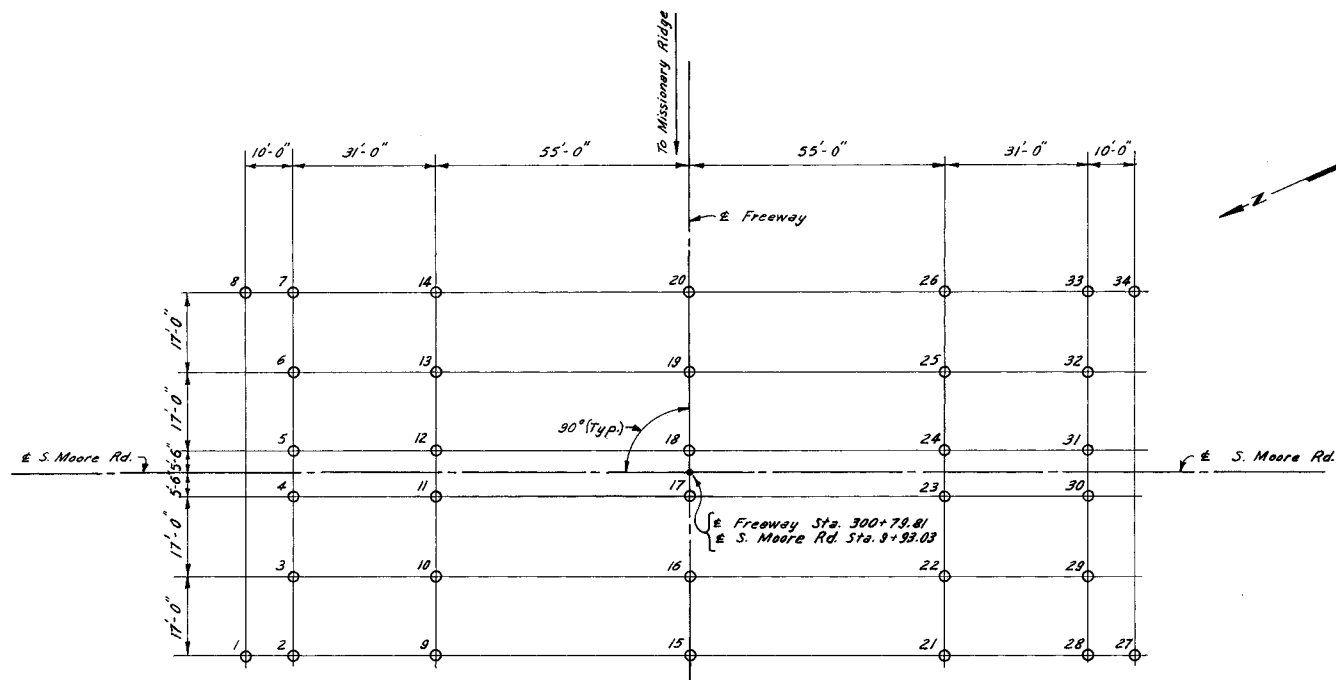 To Missionary Ridge
10'-0" 31'-0" 55'-0" 55'-0" 31'-0" 10'-0"
N
℄ Freeway
8 7 14 20 26 33 34
17'-0"
6 13 19 25 32
17'-0"
90° (Typ.)
5 12 18 24 31
5'-6"
℄ S. Moore Rd. ℄ S. Moore Rd.
5'-6"
4 11 17 23 30
℄ Freeway Sta. 300+79.81
℄ S. Moore Rd. Sta. 9+93.03
17'-0"
3 10 16 22 29
17'-0"
1 2 9 15 21 28 27